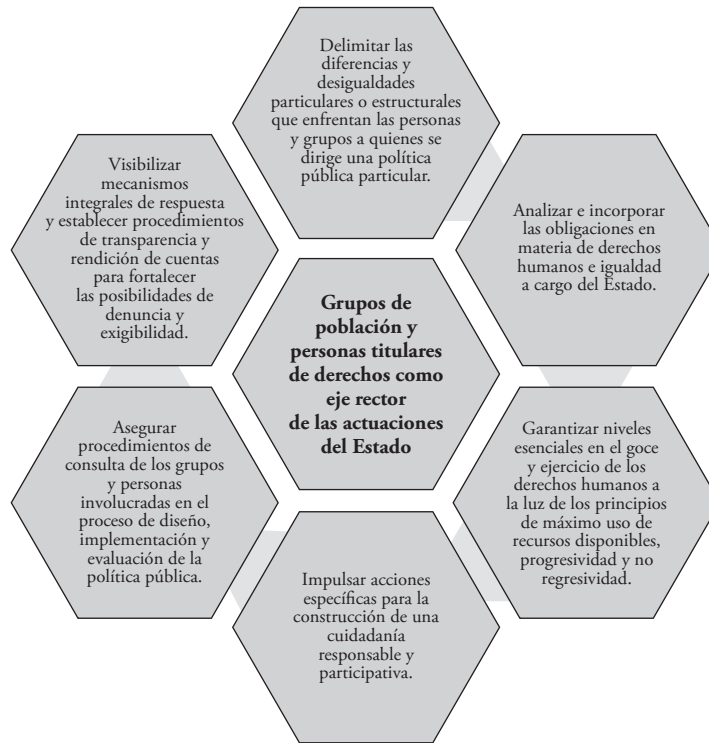 Delimitar las
diferencias y
desigualdades
particulares o estructurales
que enfrentan las personas
y grupos a quienes se
dirige una política
pública particular.
Analizar e incorporar
las obligaciones en
materia de derechos
humanos e igualdad
a cargo del Estado.
Garantizar niveles
esenciales en el goce
y ejercicio de los
derechos humanos a
la luz de los principios
de máximo uso de
recursos disponibles,
progresividad y no
regresividad.
Impulsar acciones
específicas para la
construcción de una
cuidadanía
responsable y
participativa.
Asegurar
procedimientos de
consulta de los grupos
y personas
involucradas en el
proceso de diseño,
implementación y
evaluación de la
política pública.
Visibilizar
mecanismos
integrales de respuesta
y establecer procedimientos
de transparencia y
rendición de cuentas
para fortalecer
las posibilidades de
denuncia y
exigibilidad.
Grupos de
población y
personas titulares
de derechos como
eje rector
de las actuaciones
del Estado